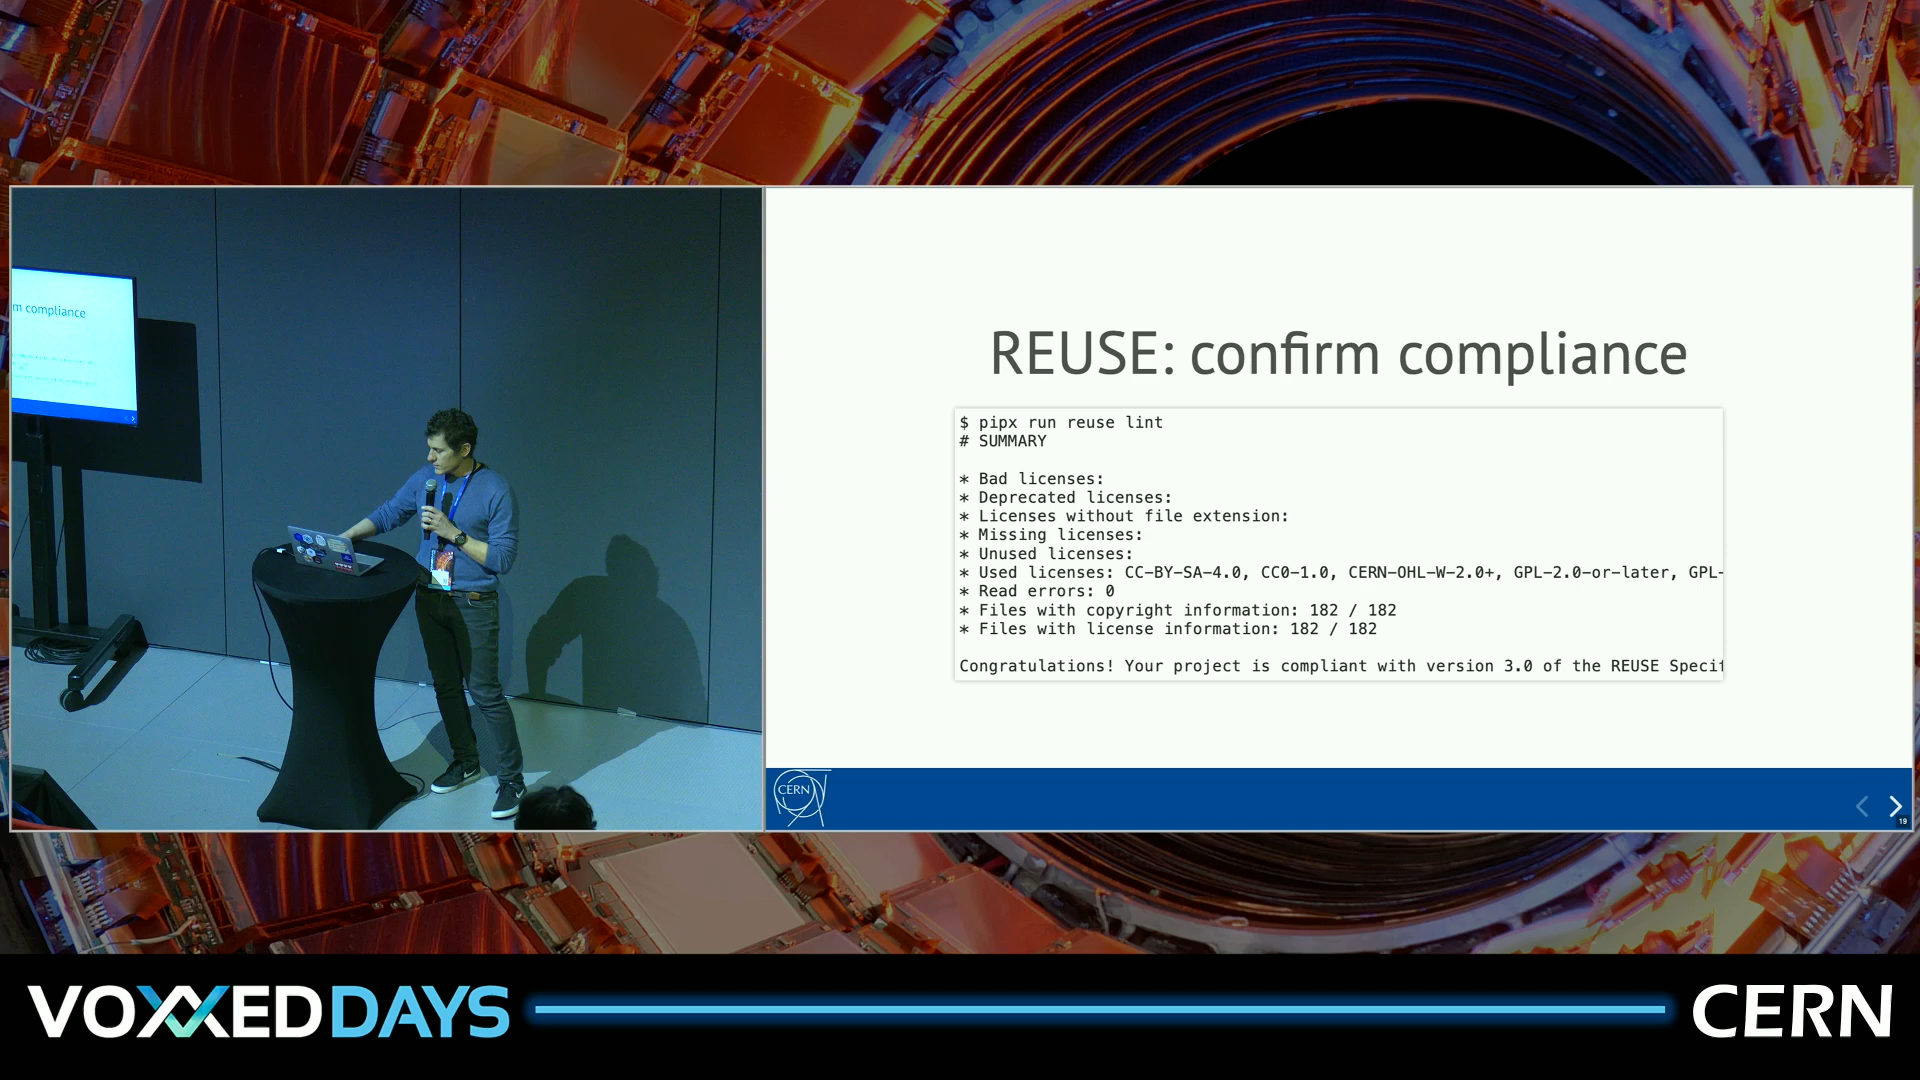 m compliance
REUSE: confirm compliance
$ pipx run reuse lint
# SUMMARY
* Bad licenses:
* Deprecated licenses:
* Licenses without file extension:
* Missing licenses:
* Unused licenses:
* Used licenses: CC-BY-SA-4.0, CC0-1.0, CERN-OHL-W-2.0+, GPL-2.0-or-later, GPL-
* Read errors: 0
* Files with copyright information: 182 / 182
* Files with license information: 182 / 182
Congratulations! Your project is compliant with version 3.0 of the REUSE Specif
CERN
19
VOXXEDDAYS
CERN